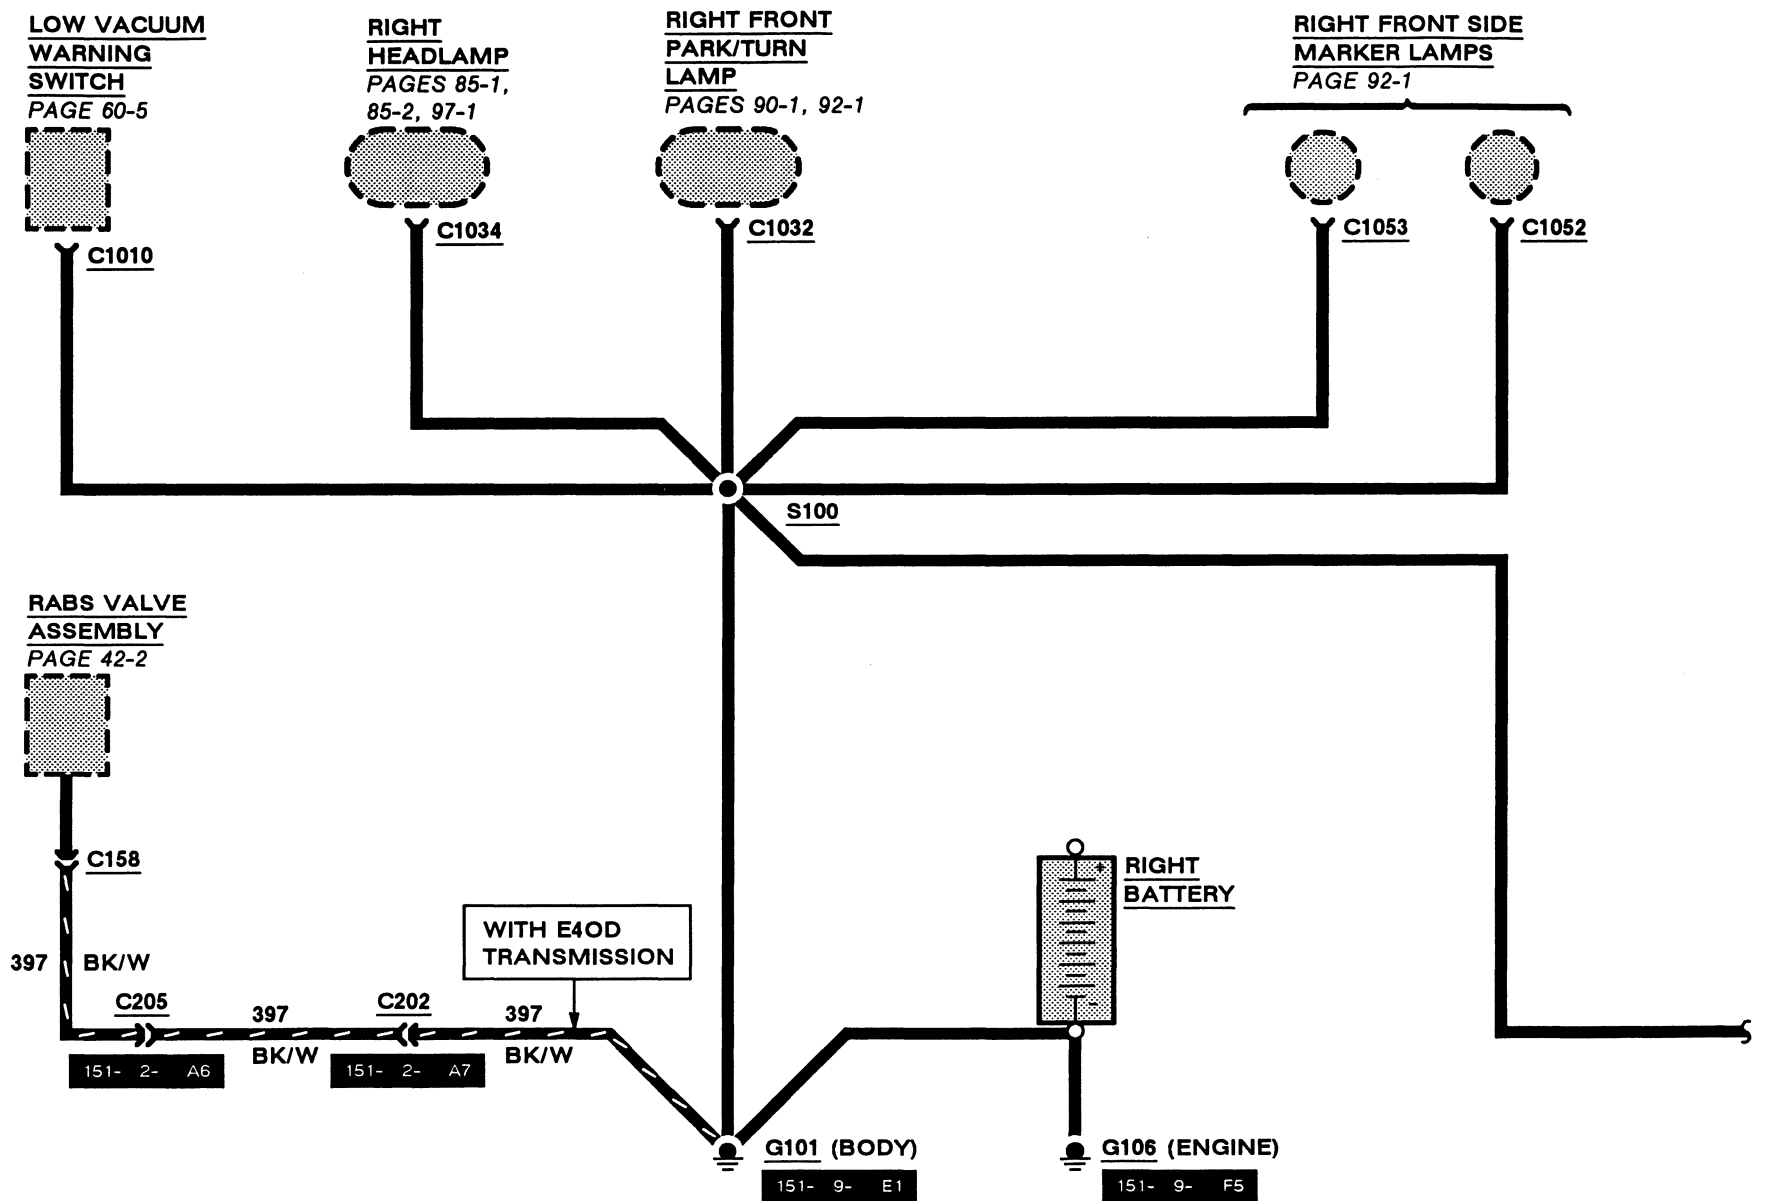 LOW VACUUM
WARNING
SWITCH
PAGE 60-5
RIGHT
HEADLAMP
PAGES 85-1,
85-2, 97-1
RIGHT FRONT
PARK/TURN
LAMP
PAGES 90-1, 92-1
RIGHT FRONT SIDE
MARKER LAMPS
PAGE 92-1
C1010
C1034
C1032
C1053
C1052
S100
RABS VALVE
ASSEMBLY
PAGE 42-2
C158
397 BK/W
C205
397
BK/W
C202
397
BK/W
WITH E4OD
TRANSMISSION
151- 2- A6
151- 2- A7
+
-
RIGHT
BATTERY
G101 (BODY)
151- 9- E1
G106 (ENGINE)
151- 9- F5